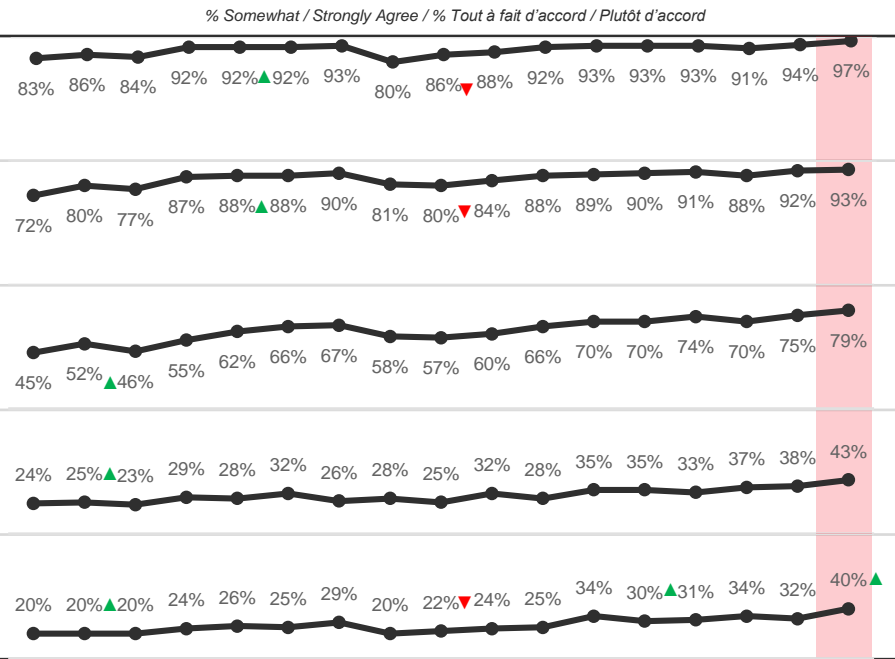 % Somewhat / Strongly Agree / % Tout à fait d'accord / Plutôt d'accord
83% 86% 84% 92% 92% 92% 93% 80% 86% 88% 92% 93% 93% 93% 91% 94% 97%
72% 80% 77% 87% 88% 88% 90% 81% 80% 84% 88% 89% 90% 91% 88% 92% 93%
45% 52% 46% 55% 62% 66% 67% 58% 57% 60% 66% 70% 70% 74% 70% 75% 79%
24% 25% 23% 29% 28% 32% 26% 28% 25% 32% 28% 35% 35% 33% 37% 38% 43%
20% 20% 20% 24% 26% 25% 29% 20% 22% 24% 25% 34% 30% 31% 34% 32% 40%